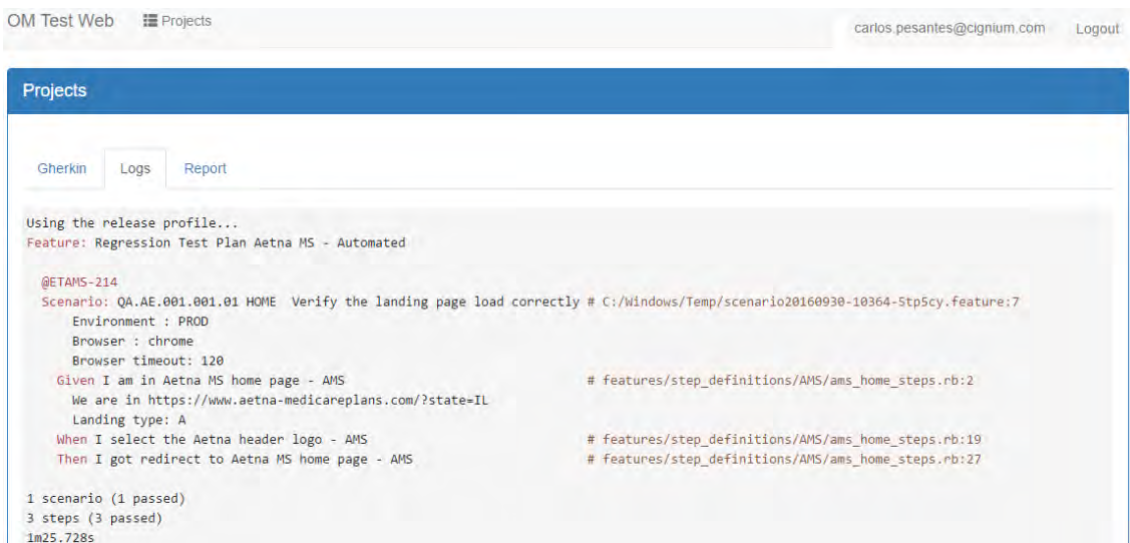 OM Test Web Projects carlos.pesantes@cignium.com Logout
Projects
Gherkin Logs Report
Using the release profile...
Feature: Regression Test Plan Aetna MS - Automated
@ETAMS-214
Scenario: QA.AE.001.001.01 HOME Verify the landing page load correctly # C:/Windows/Temp/scenario20160930-10364-5tp5cy.feature:7
Environment : PROD
Browser : chrome
Browser timeout: 120
Given I am in Aetna MS home page - AMS # features/step_definitions/AMS/ams_home_steps.rb:2
We are in https://www.aetna-medicareplans.com/?state=IL
Landing type: A
When I select the Aetna header logo - AMS # features/step_definitions/AMS/ams_home_steps.rb:19
Then I got redirect to Aetna MS home page - AMS # features/step_definitions/AMS/ams_home_steps.rb:27
1 scenario (1 passed)
3 steps (3 passed)
1m25.728s